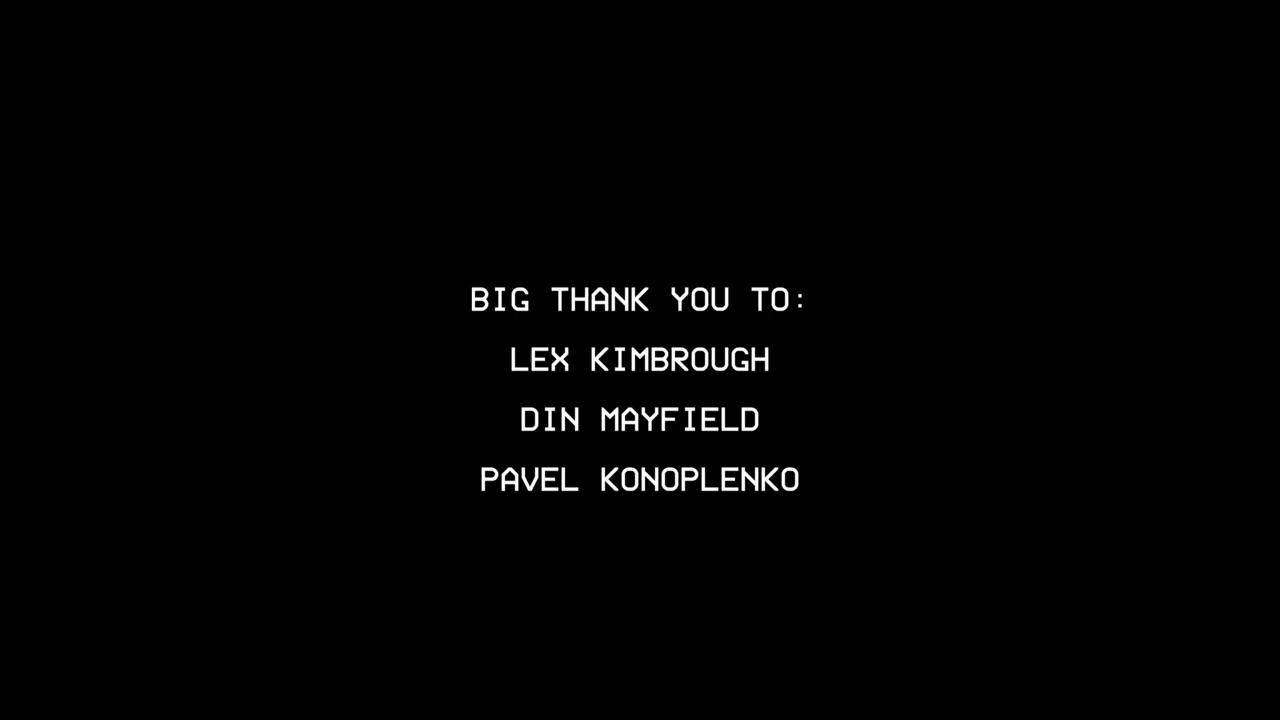 BIG THANK YOU TO:
LEX KIMBROUGH
DIN MAYFIELD
PAVEL KONOPLENKO